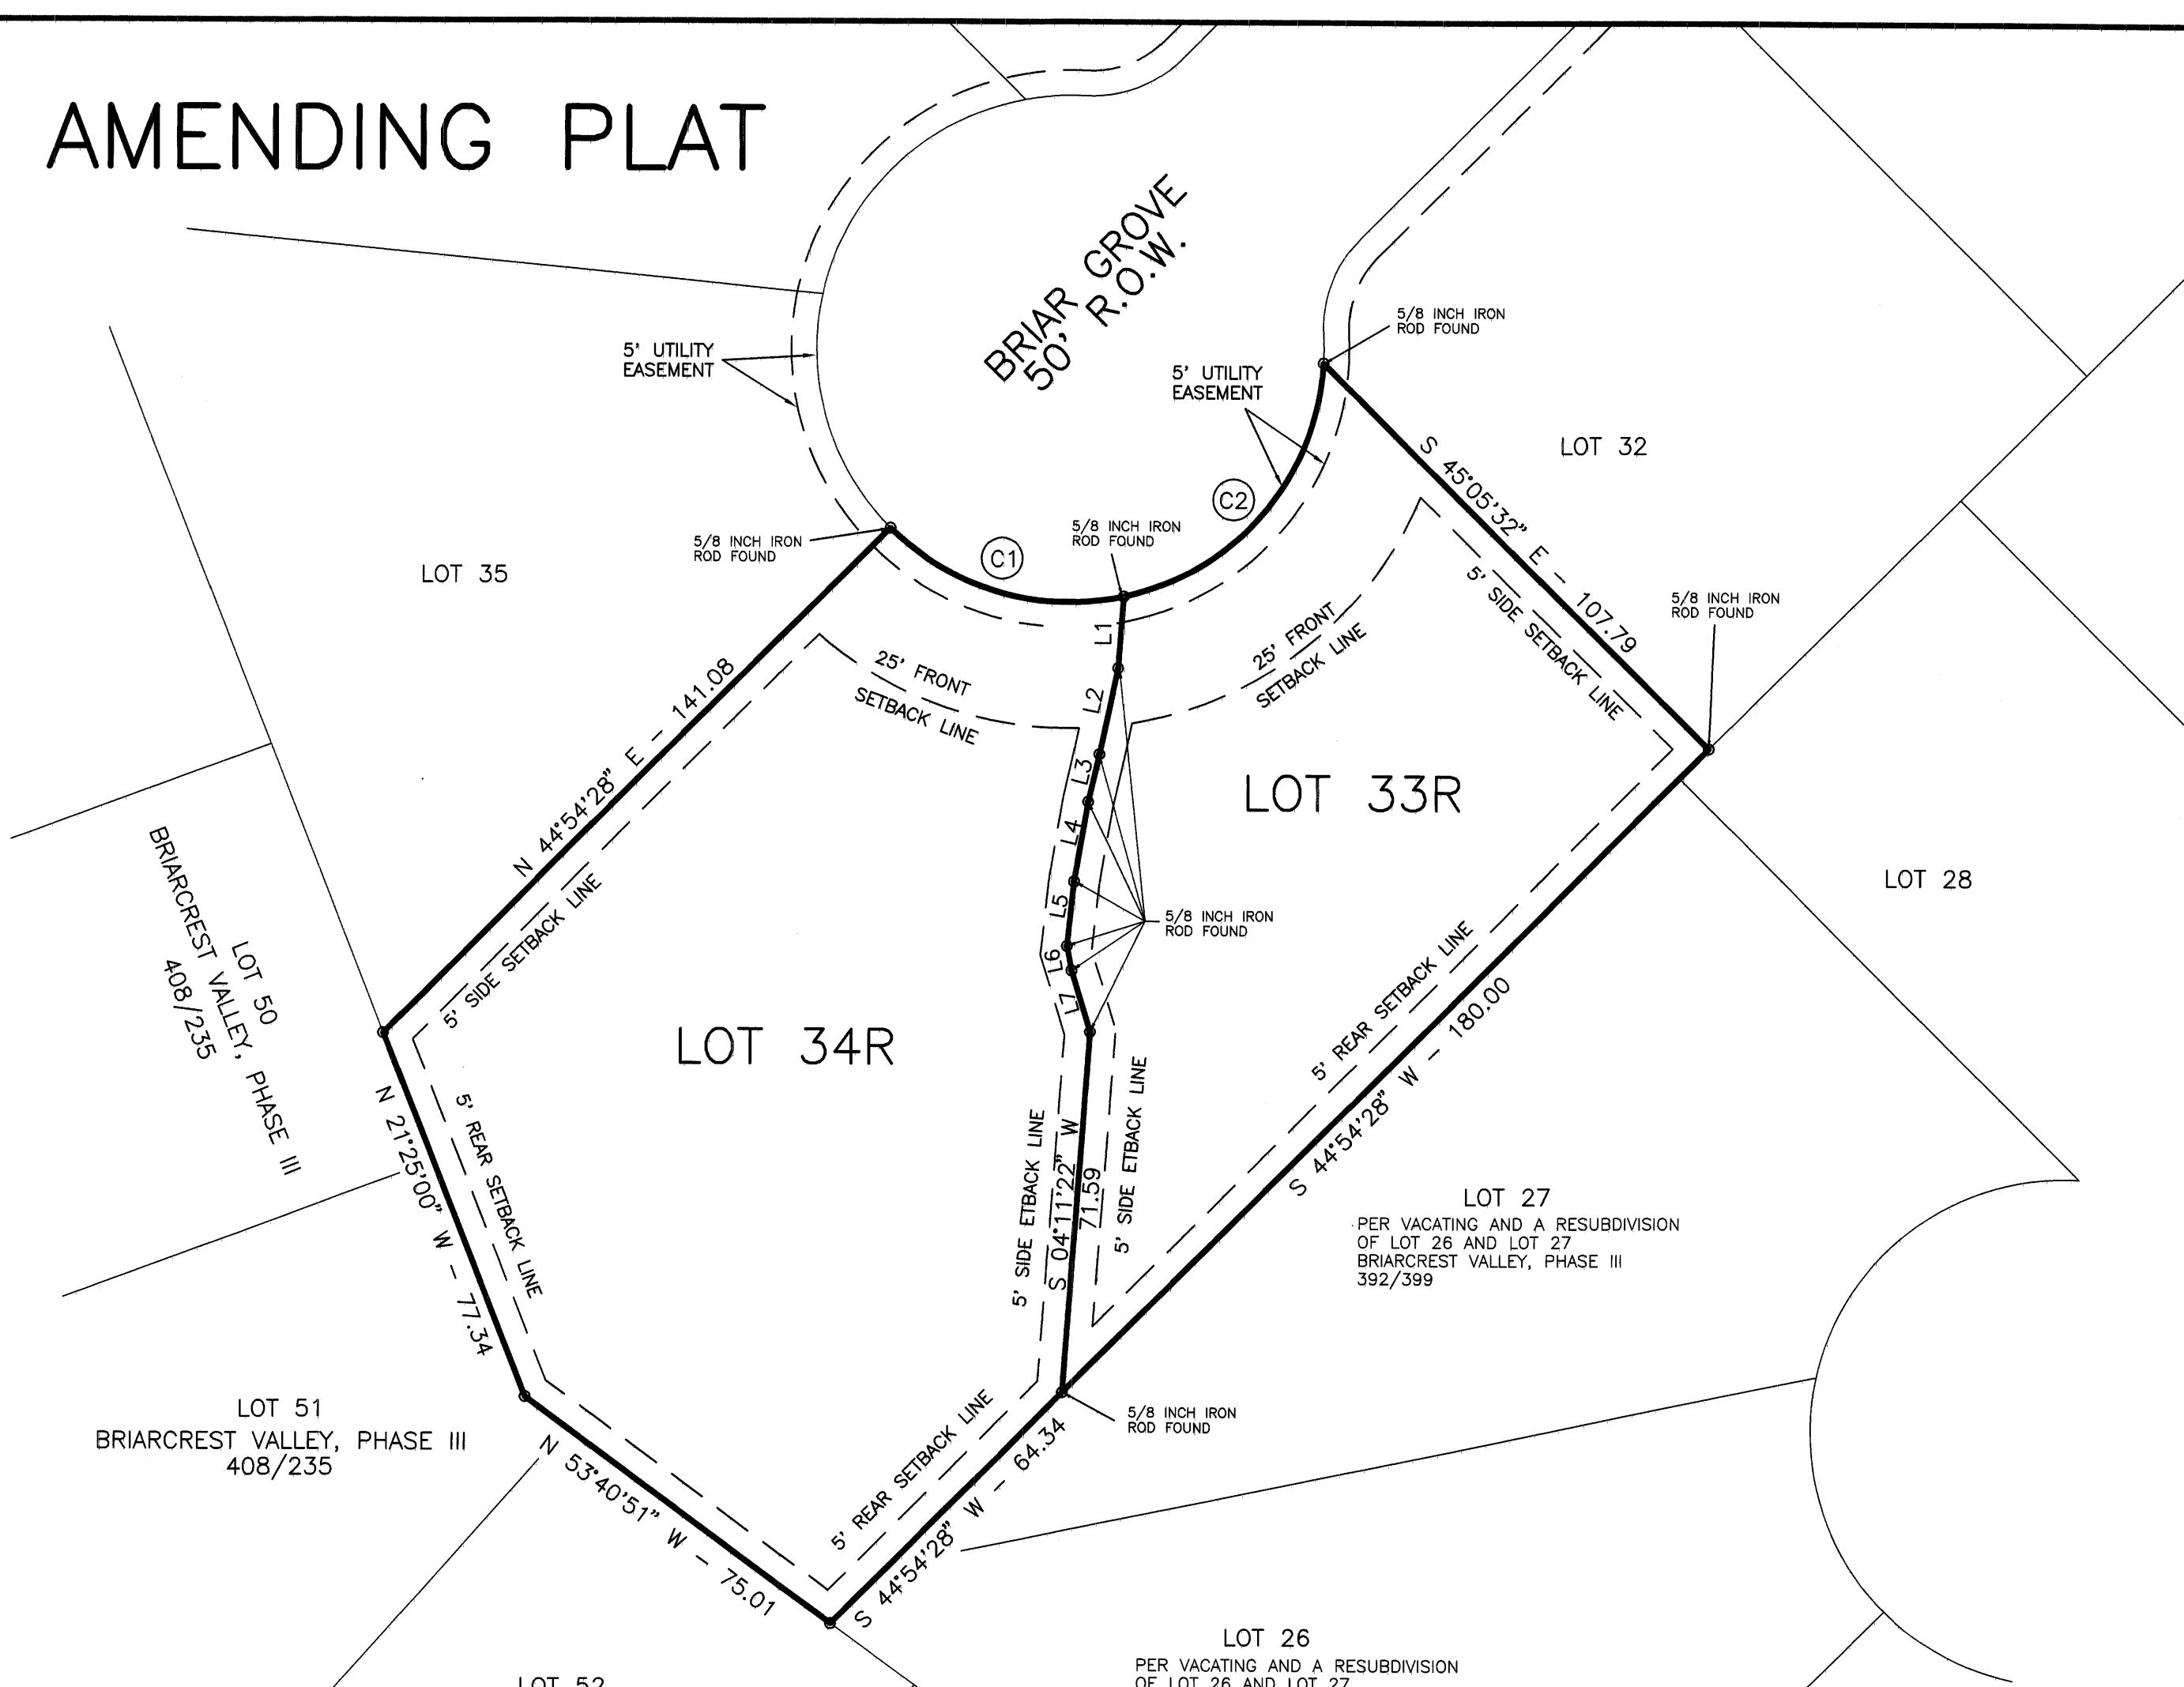 AMENDING PLAT
BRIAR GROVE
50' R.O.W.
5/8 INCH IRON
ROD FOUND
5' UTILITY
EASEMENT
5' UTILITY
EASEMENT
LOT 32
S 45°05'32" E - 107.79
C2
5/8 INCH IRON
ROD FOUND
5/8 INCH IRON
ROD FOUND
C1
LOT 35
5' SIDE SETBACK LINE
5/8 INCH IRON
ROD FOUND
L1
25' FRONT
SETBACK LINE
25' FRONT
SETBACK LINE
N 44°54'28" E - 141.08
L2
L3
L4
L5
L6
L7
LOT 33R
LOT 28
5' SIDE SETBACK LINE
5/8 INCH IRON
ROD FOUND
LOT 50
BRIARCREST VALLEY, PHASE III
408/235
LOT 34R
5' REAR SETBACK LINE
S 44°54'28" W - 180.00
N 21°25'00" W - 77.34
5' REAR SETBACK LINE
5' SIDE ETBACK LINE
S 04°11'22" W
71.59
5' SIDE ETBACK LINE
LOT 27
PER VACATING AND A RESUBDIVISION
OF LOT 26 AND LOT 27
BRIARCREST VALLEY, PHASE III
392/399
LOT 51
BRIARCREST VALLEY, PHASE III
408/235
5/8 INCH IRON
ROD FOUND
N 53°40'51" W - 75.01
5' REAR SETBACK LINE
S 44°54'28" W - 64.34
LOT 26
PER VACATING AND A RESUBDIVISION
OF LOT 26 AND LOT 27
LOT 52